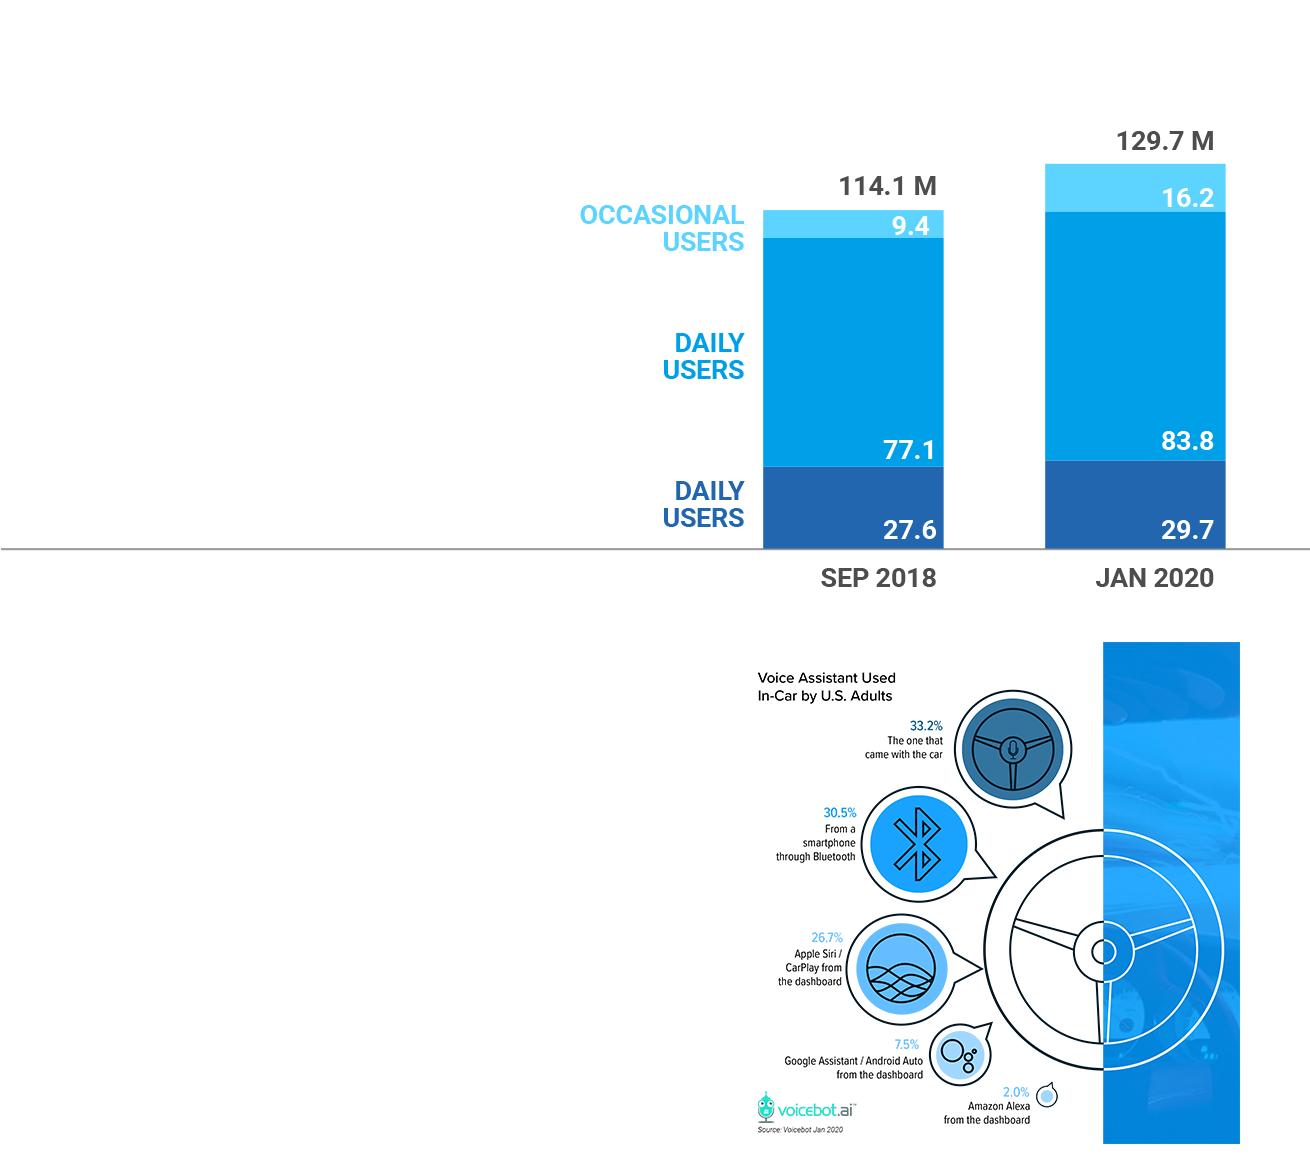 129.7 M
114.1 M
OCCASIONAL
USERS
9.4
16.2
DAILY
USERS
77.1
83.8
DAILY
USERS
27.6
29.7
SEP 2018
JAN 2020
Voice Assistant Used
In-Car by U.S. Adults
33.2%
The one that
came with the car
30.5%
From a
smartphone
through Bluetooth
26.7%
Apple Siri /
CarPlay from
the dashboard
7.5%
Google Assistant / Android Auto
from the dashboard
2.0%
Amazon Alexa
from the dashboard
voicebot.ai™
Source: Voicebot Jan 2020